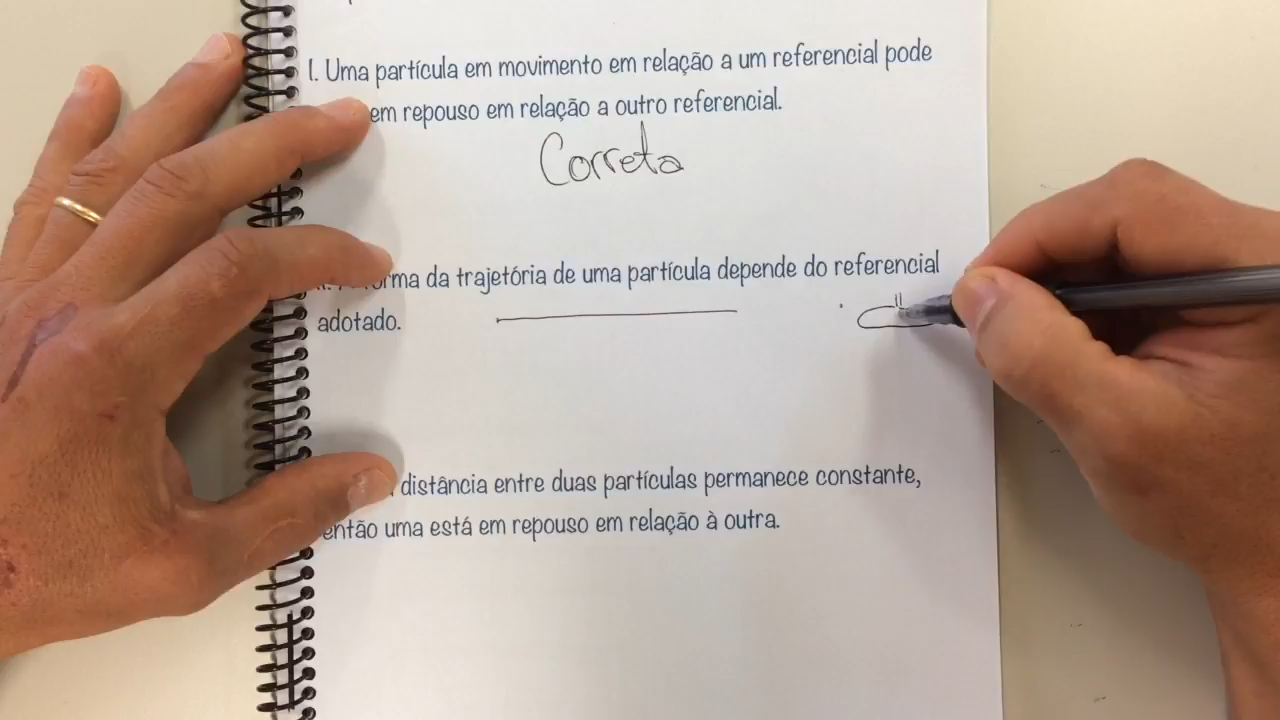 I. Uma partícula em movimento em relação a um referencial pode
em repouso em relação a outro referencial.
Correta
da trajetória de uma partícula depende do referencial
adotado.
distância entre duas partículas permanece constante,
então uma está em repouso em relação à outra.